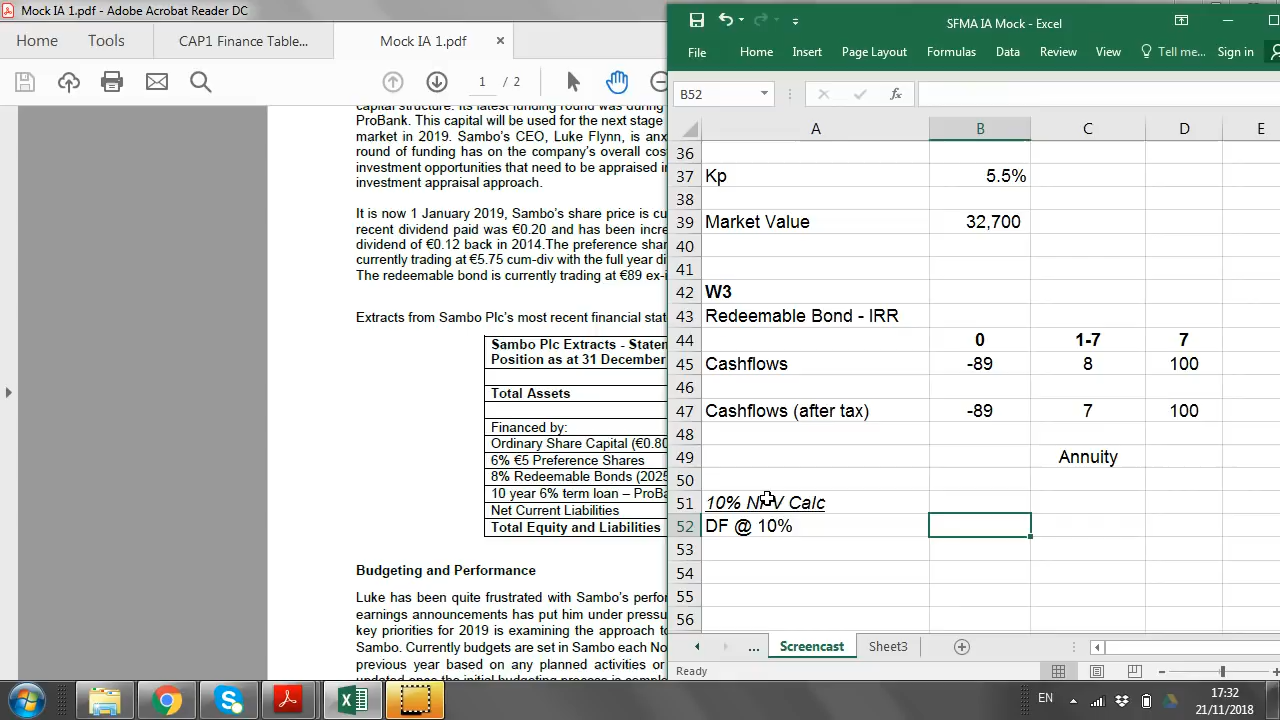 Mock IA 1.pdf - Adobe Acrobat Reader DC
Home Tools CAP1 Finance Table... Mock IA 1.pdf ×
1 / 2
capital structure. Its latest funding round was during
ProBank. This capital will be used for the next stage
market in 2019. Sambo's CEO, Luke Flynn, is anx
round of funding has on the company's overall cos
investment opportunities that need to be appraised in
investment appraisal approach.
It is now 1 January 2019, Sambo's share price is cu
recent dividend paid was €0.20 and has been incre
dividend of €0.12 back in 2014.The preference shar
currently trading at €5.75 cum-div with the full year di
The redeemable bond is currently trading at €89 ex-i
Extracts from Sambo Plc's most recent financial stat
Sambo Plc Extracts - Statem
Position as at 31 December
Total Assets
Financed by:
Ordinary Share Capital (€0.80
6% €5 Preference Shares
8% Redeemable Bonds (2025
10 year 6% term loan – ProBa
Net Current Liabilities
Total Equity and Liabilities
Budgeting and Performance
Luke has been quite frustrated with Sambo's perfor
earnings announcements has put him under pressu
key priorities for 2019 is examining the approach to
Sambo. Currently budgets are set in Sambo each No
previous year based on any planned activities or
updated once the initial budgeting process is comple
SFMA IA Mock - Excel
File Home Insert Page Layout Formulas Data Review View Tell me... Sign in
B52 fx
A B C D E
36
37 Kp 5.5%
38
39 Market Value 32,700
40
41
42 W3
43 Redeemable Bond - IRR
44 0 1-7 7
45 Cashflows -89 8 100
46
47 Cashflows (after tax) -89 7 100
48
49 Annuity
50
51 10% NPV Calc
52 DF @ 10%
53
54
55
56
... Screencast Sheet3
Ready
EN 17:32
21/11/2018